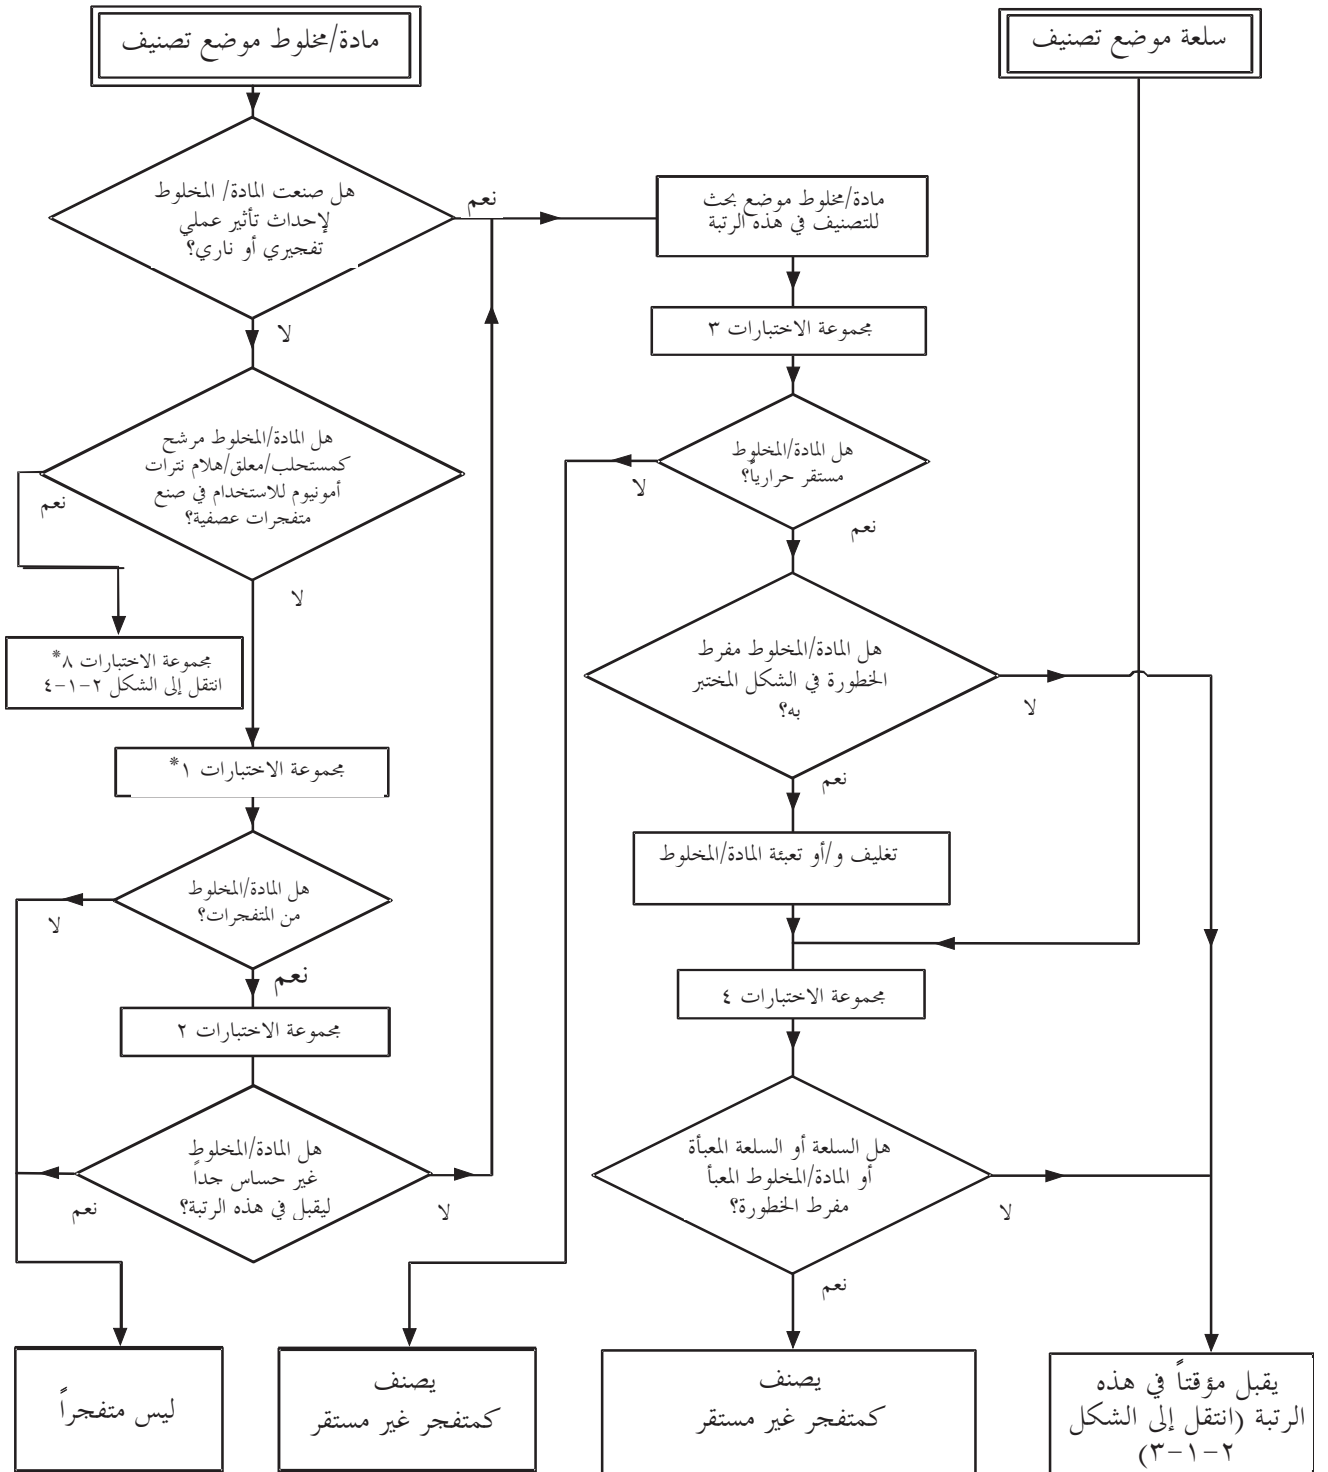 مادة/مخلوط موضع تصنيف
سلعة موضع تصنيف
هل صنعت المادة/ المخلوط
لإحداث تأثير عملي
تفجيري أو ناري؟
نعم
مادة/مخلوط موضع بحث
للتصنيف في هذه الرتبة
لا
مجموعة الاختبارات ٣
هل المادة/المخلوط مرشح
كمستحلب/معلق/هلام نترات
أمونيوم للاستخدام في صنع
متفجرات عصفية؟
نعم
لا
هل المادة/المخلوط
مستقر حرارياً؟
لا
نعم
مجموعة الاختبارات ٨*
انتقل إلى الشكل ٢-١-٤
هل المادة/المخلوط مفرط
الخطورة في الشكل المختبر
به؟
لا
نعم
مجموعة الاختبارات ١*
تغليف و/أو تعبئة المادة/المخلوط
هل المادة/المخلوط
من المتفجرات؟
لا
نعم
مجموعة الاختبارات ٤
مجموعة الاختبارات ٢
هل المادة/المخلوط
غير حساس جداً
ليقبل في هذه الرتبة؟
نعم
لا
هل السلعة أو السلعة المعبأة
أو المادة/المخلوط المعبأ
مفرط الخطورة؟
لا
نعم
يقبل مؤقتاً في هذه
الرتبة (انتقل إلى الشكل
٢-١-٣)
يصنف
كمتفجر غير مستقر
يصنف
كمتفجر غير مستقر
ليس متفجراً